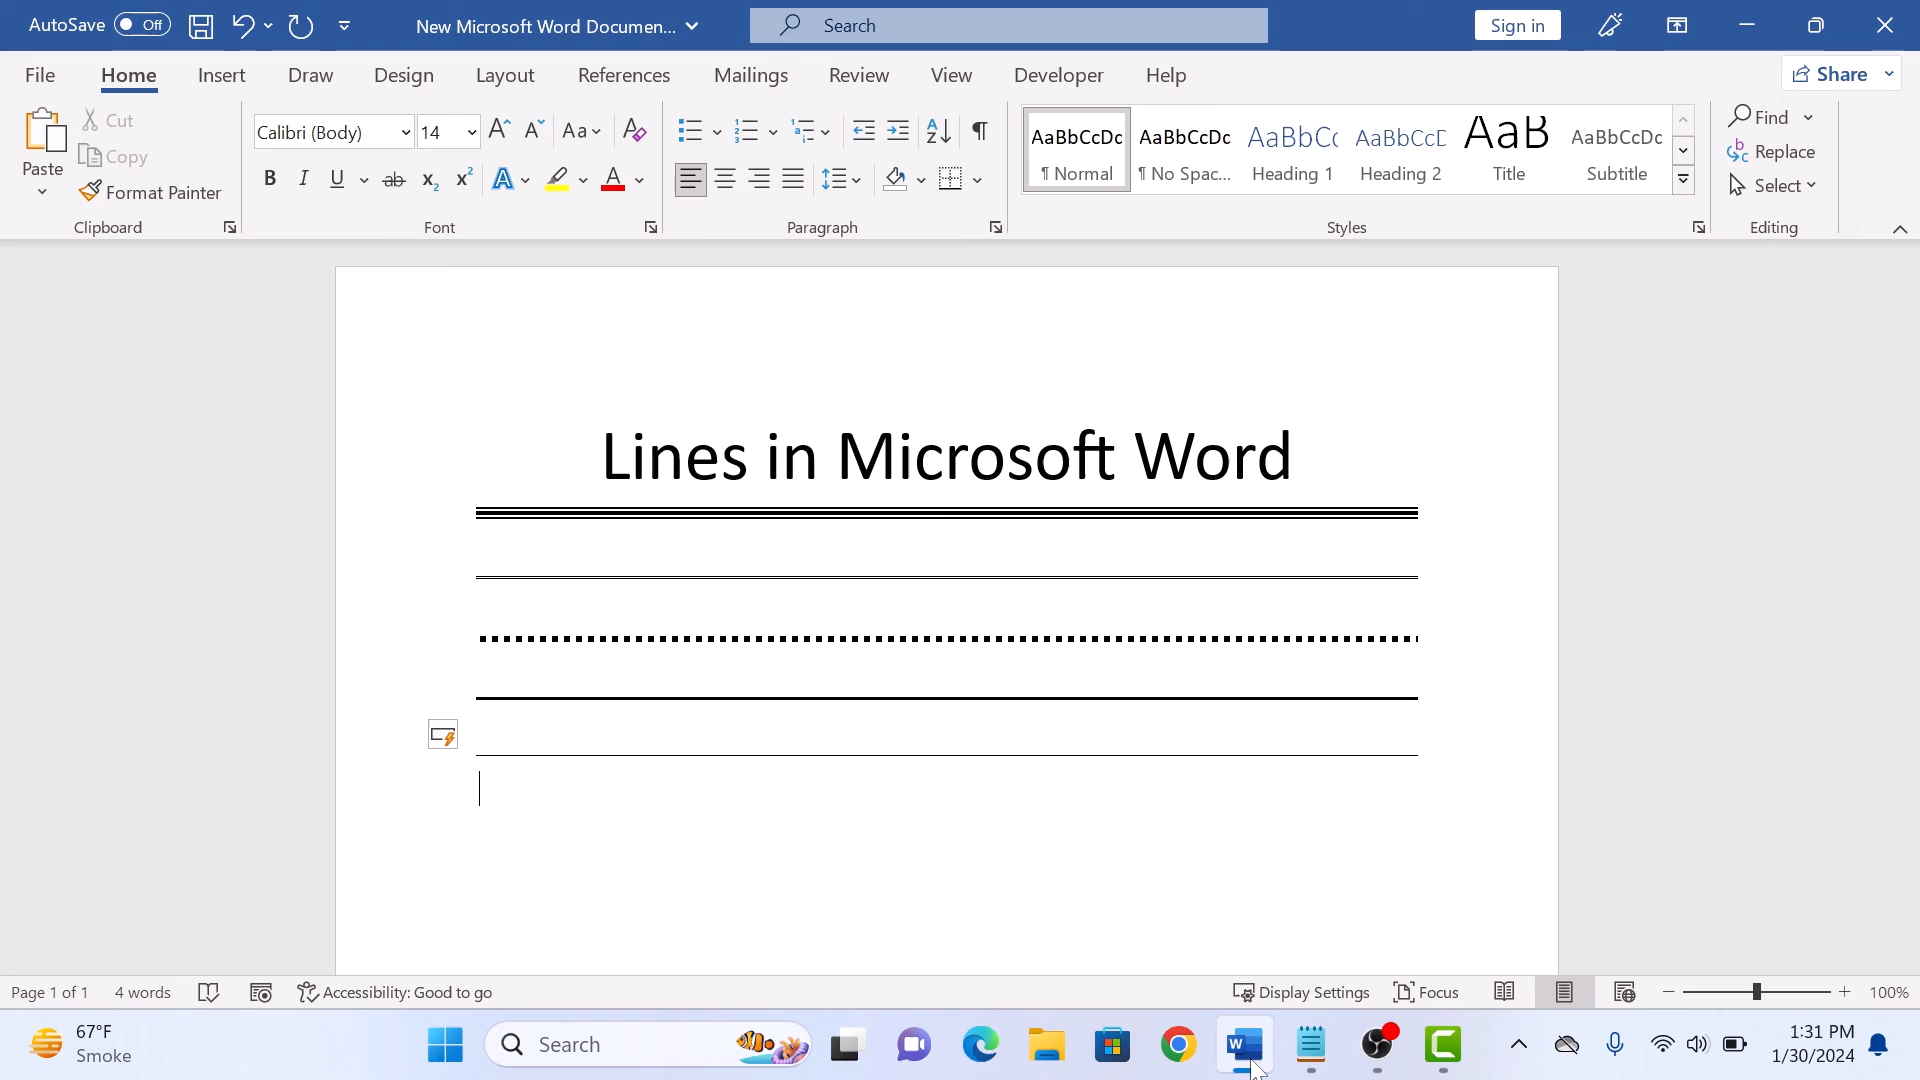 AutoSave Off New Microsoft Word Documen... Search Sign in
File Home Insert Draw Design Layout References Mailings Review View Developer Help Share
Paste
Cut
Copy
Format Painter
Clipboard
Calibri (Body) 14
Font
Paragraph
AaBbCcDc ¶ Normal
AaBbCcDc ¶ No Spac...
AaBbCc Heading 1
AaBbCcD Heading 2
AaB Title
AaBbCcDc Subtitle
Styles
Find
Replace
Select
Editing
Lines in Microsoft Word
Page 1 of 1 4 words Accessibility: Good to go Display Settings Focus 100%
67°F
Smoke
Search
1:31 PM
1/30/2024